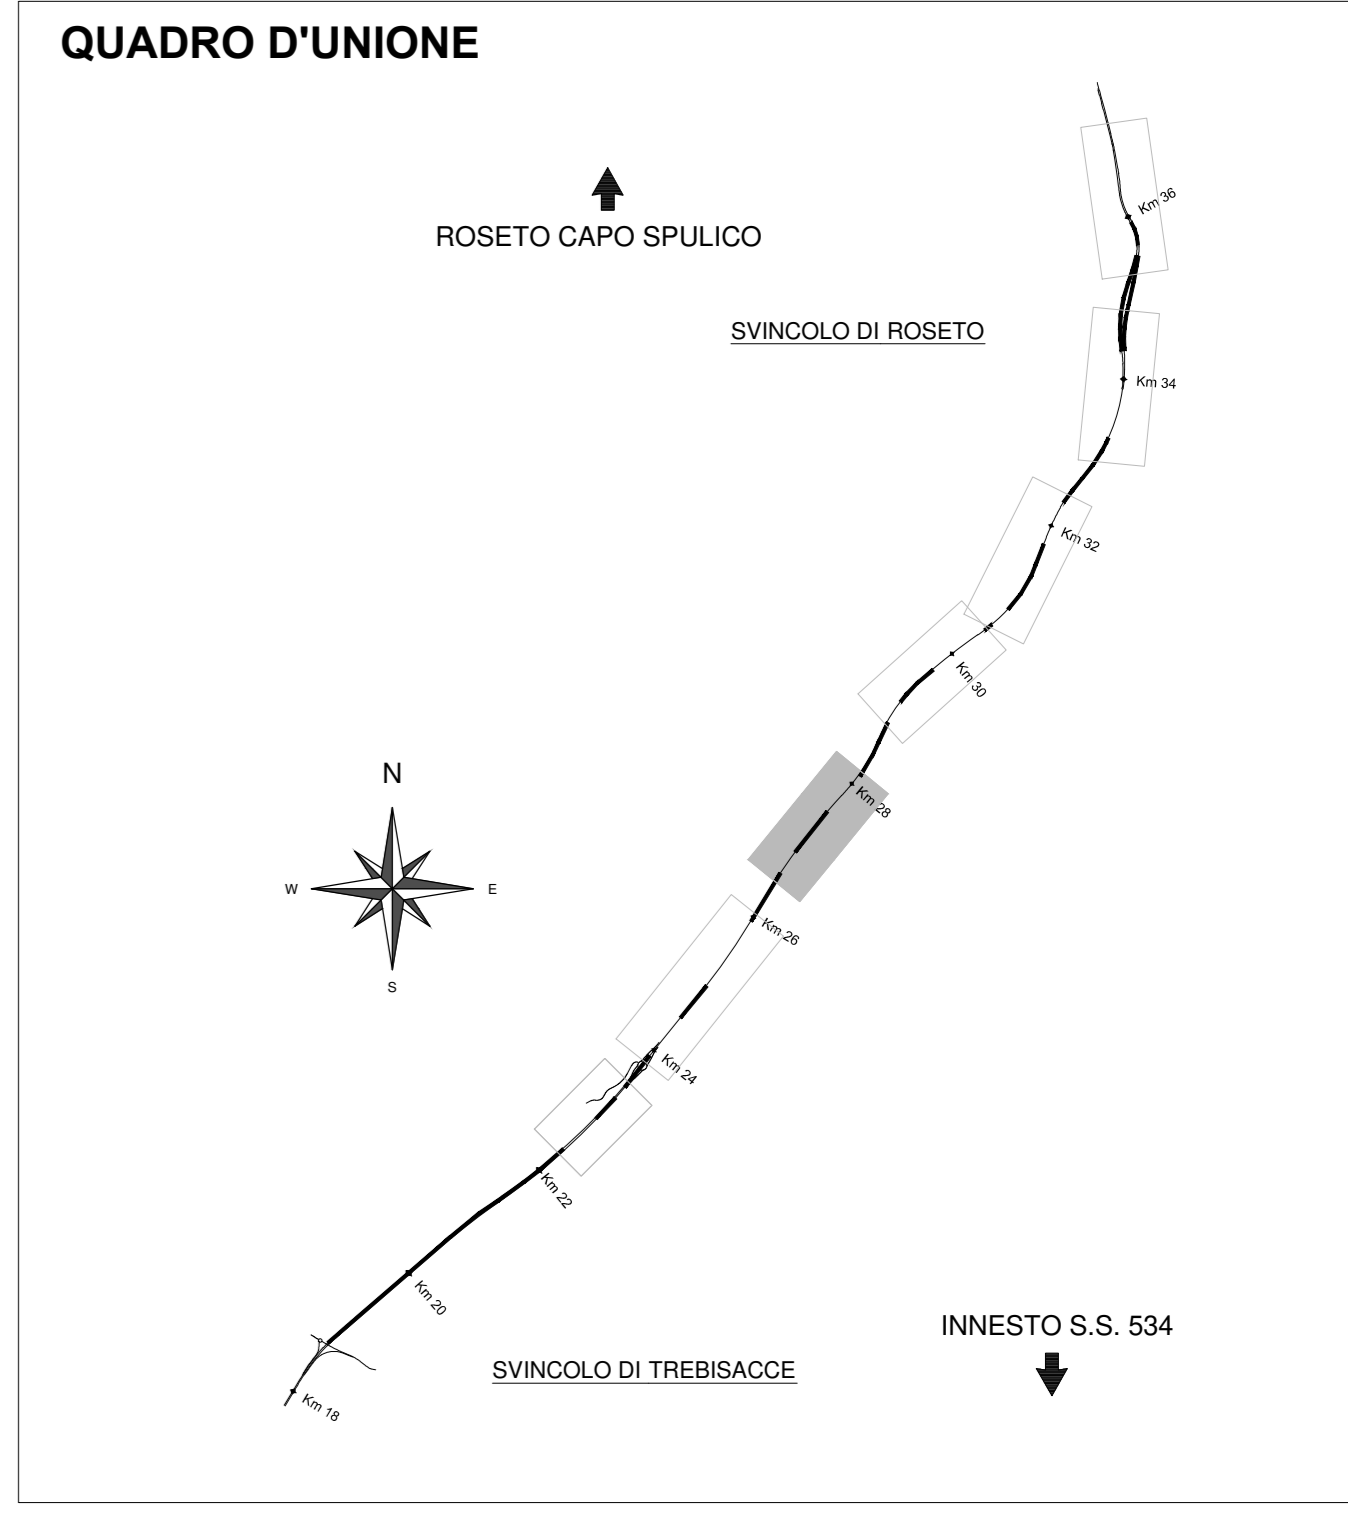 QUADRO D'UNIONE
Km 36
ROSETO CAPO SPULICO
SVINCOLO DI ROSETO
Km 34
Km 32
Km 30
N
Km 28
W
E
Km 26
S
Km 24
Km 22
Km 20
INNESTO S.S. 534
SVINCOLO DI TREBISACCE
Km 18